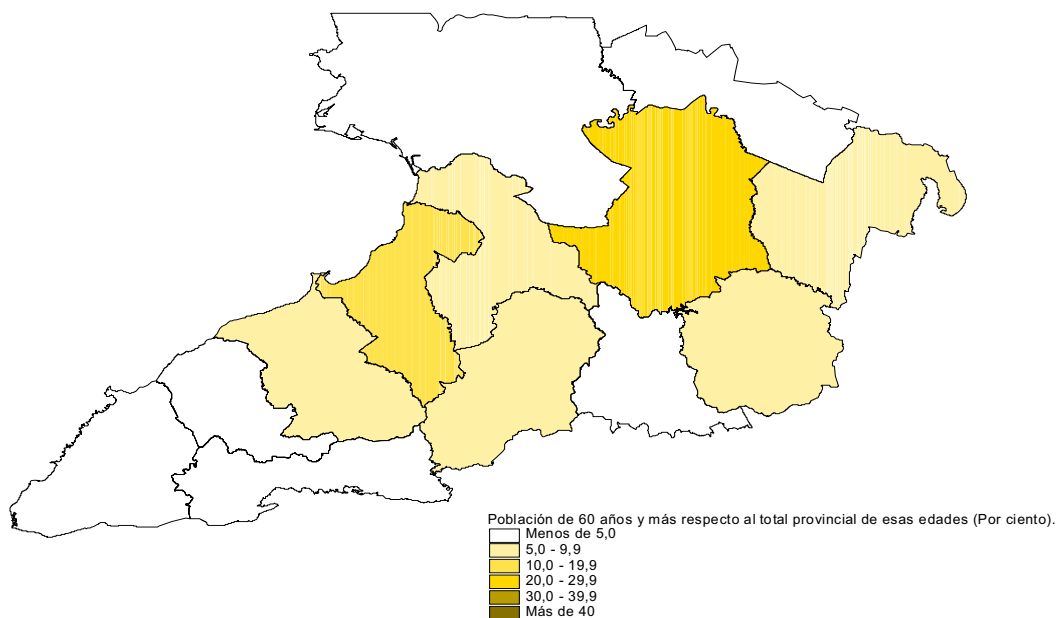 Población de 60 años y más respecto al total provincial de esas edades (Por ciento).
Menos de 5,0
5,0 - 9,9
10,0 - 19,9
20,0 - 29,9
30,0 - 39,9
Más de 40